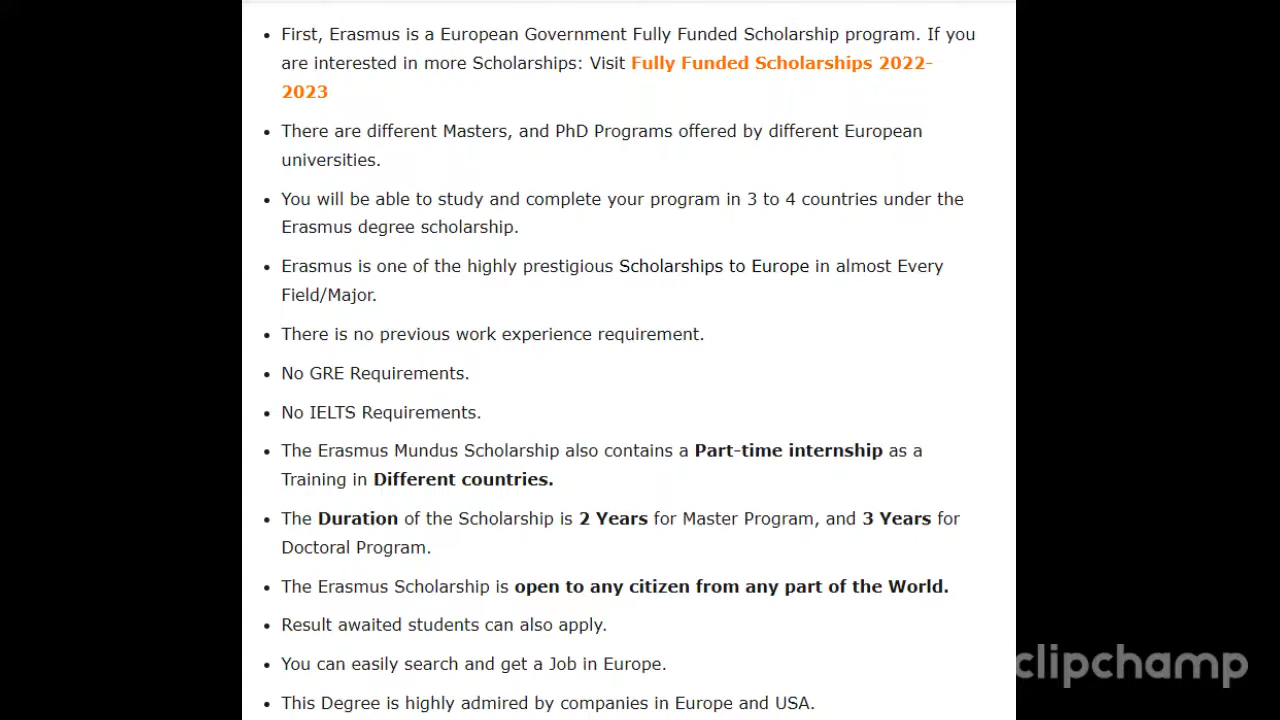 First, Erasmus is a European Government Fully Funded Scholarship program. If you
are interested in more Scholarships: Visit Fully Funded Scholarships 2022-
2023
There are different Masters, and PhD Programs offered by different European
universities.
You will be able to study and complete your program in 3 to 4 countries under the
Erasmus degree scholarship.
Erasmus is one of the highly prestigious Scholarships to Europe in almost Every
Field/Major.
There is no previous work experience requirement.
No GRE Requirements.
No IELTS Requirements.
The Erasmus Mundus Scholarship also contains a Part-time internship as a
Training in Different countries.
The Duration of the Scholarship is 2 Years for Master Program, and 3 Years for
Doctoral Program.
The Erasmus Scholarship is open to any citizen from any part of the World.
Result awaited students can also apply.
You can easily search and get a Job in Europe.
This Degree is highly admired by companies in Europe and USA.
clipchamp